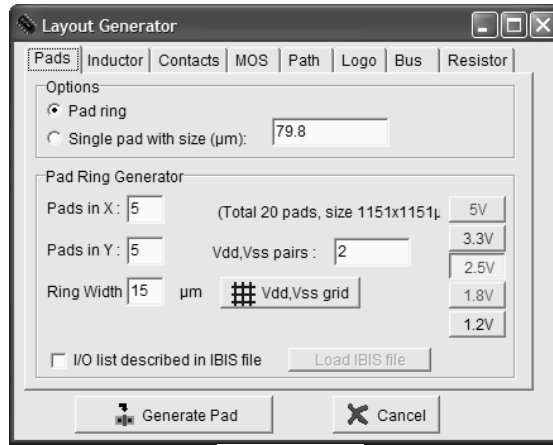 Layout Generator
Pads Inductor Contacts MOS Path Logo Bus Resistor
Options
Pad ring
Single pad with size (µm): 79.8
Pad Ring Generator
Pads in X : 5 (Total 20 pads, size 1151x1151µ 5V
3.3V
Pads in Y : 5 Vdd,Vss pairs : 2
2.5V
Ring Width 15 µm Vdd,Vss grid 1.8V
1.2V
I/O list described in IBIS file Load IBIS file
Generate Pad Cancel